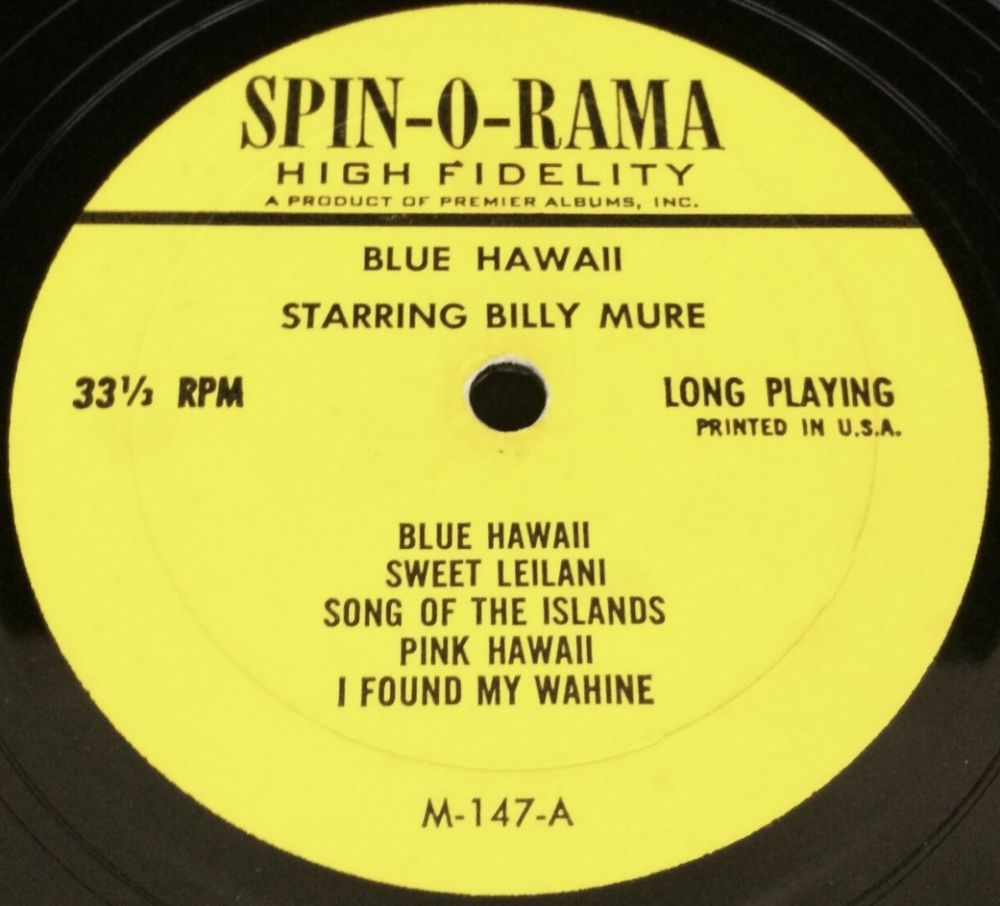 SPIN-O-RAMA
HIGH FIDELITY
A PRODUCT OF PREMIER ALBUMS, INC.
BLUE HAWAII
STARRING BILLY MURE
33⅓ RPM
LONG PLAYING
PRINTED IN U.S.A.
BLUE HAWAII
SWEET LEILANI
SONG OF THE ISLANDS
PINK HAWAII
I FOUND MY WAHINE
M-147-A